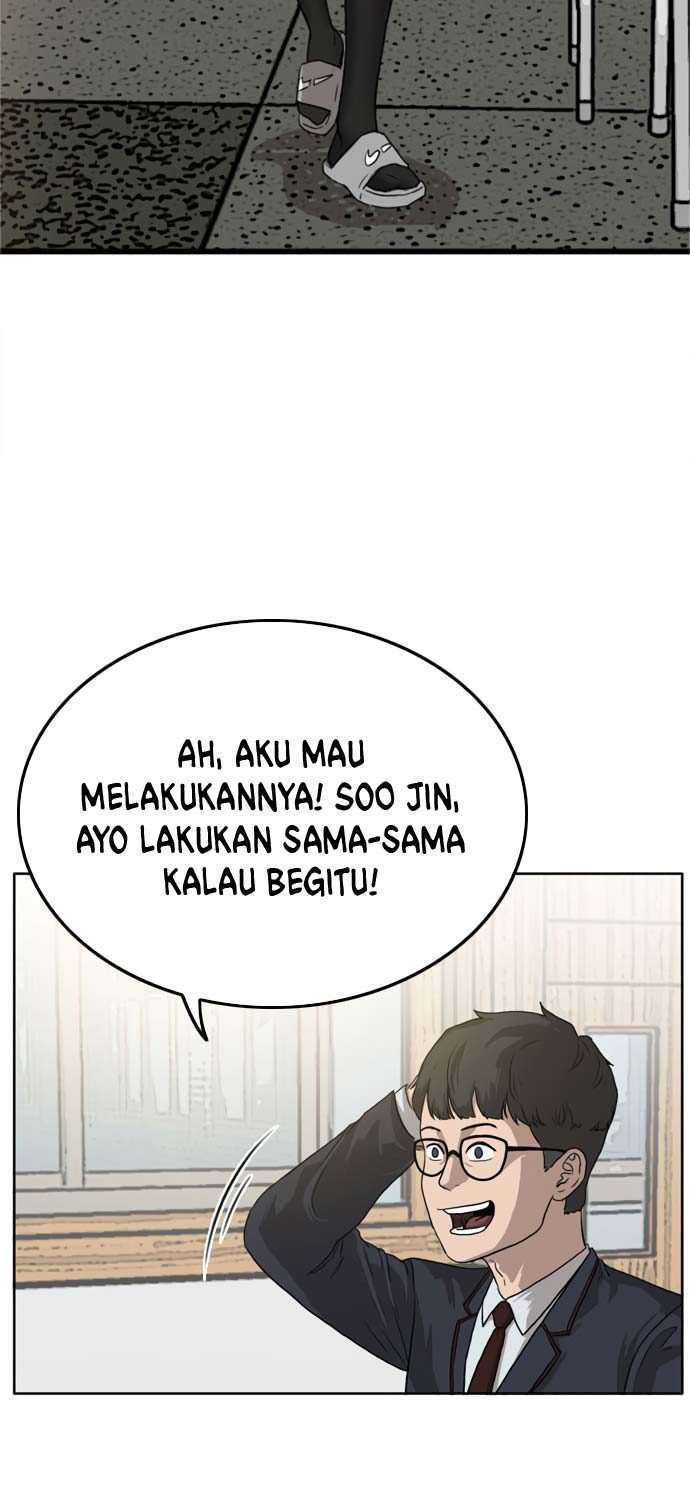 AH, AKU MAU
MELAKUKANNYA! SOO JIN,
AYO LAKUKAN SAMA-SAMA
KALAU BEGITU!